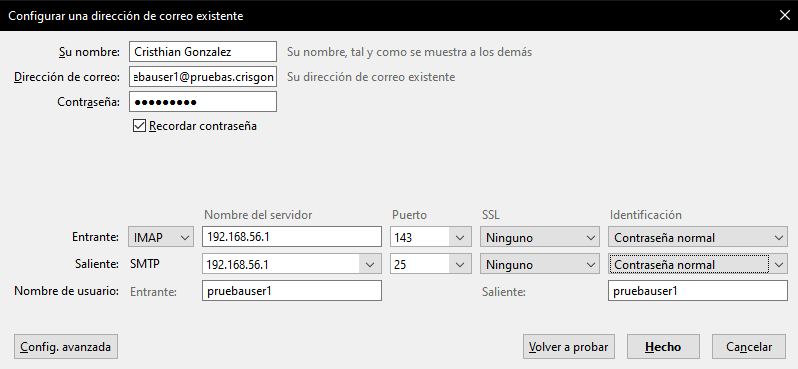 Configurar una dirección de correo existente
Su nombre: Cristhian Gonzalez Su nombre, tal y como se muestra a los demás
Dirección de correo: ebauser1@pruebas.crisgon Su dirección de correo existente
Contraseña: ●●●●●●●●●
Recordar contraseña
Nombre del servidor Puerto SSL Identificación
Entrante: IMAP 192.168.56.1 143 Ninguno Contraseña normal
Saliente: SMTP 192.168.56.1 25 Ninguno Contraseña normal
Nombre de usuario: Entrante: pruebauser1 Saliente: pruebauser1
Config. avanzada Volver a probar Hecho Cancelar